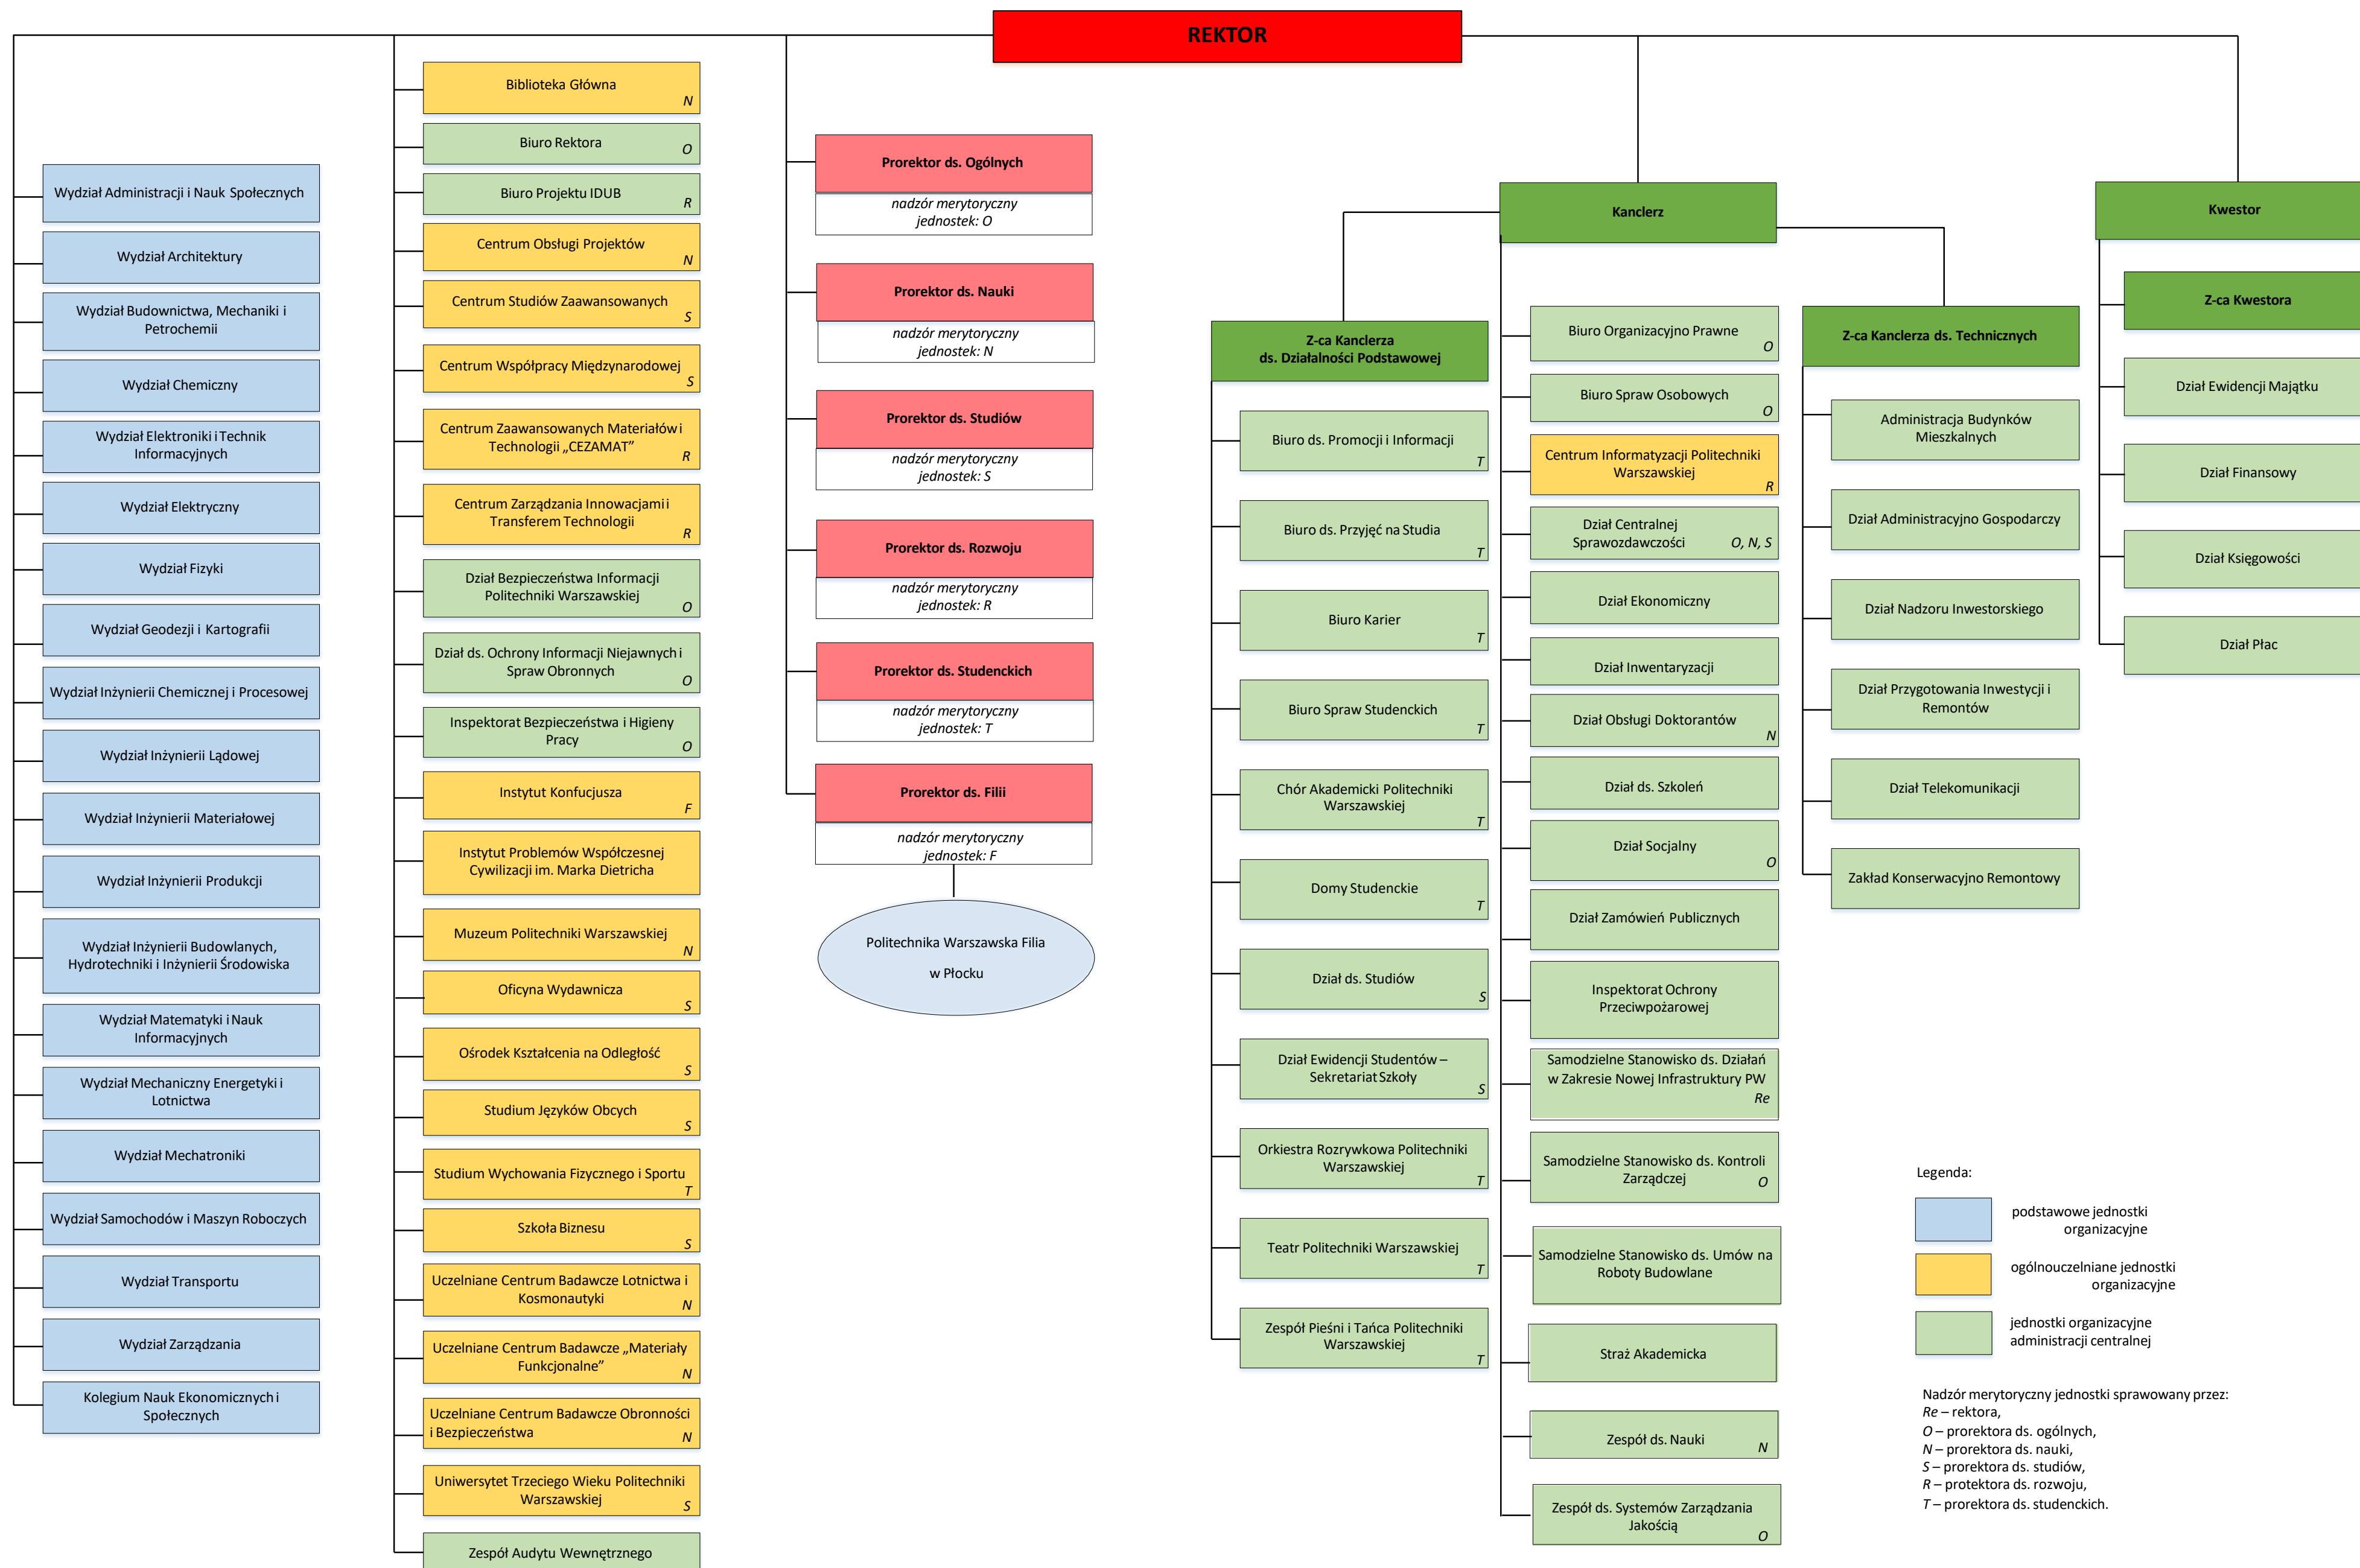 REKTOR
Wydział Administracji i Nauk Społecznych
Wydział Architektury
Wydział Budownictwa, Mechaniki i
Petrochemii
Wydział Chemiczny
Wydział Elektroniki i Technik
Informacyjnych
Wydział Elektryczny
Wydział Fizyki
Wydział Geodezji i Kartografii
Wydział Inżynierii Chemicznej i Procesowej
Wydział Inżynierii Lądowej
Wydział Inżynierii Materiałowej
Wydział Inżynierii Produkcji
Wydział Inżynierii Budowlanych,
Hydrotechniki i Inżynierii Środowiska
Wydział Matematyki i Nauk
Informacyjnych
Wydział Mechaniczny Energetyki i
Lotnictwa
Wydział Mechatroniki
Wydział Samochodów i Maszyn Roboczych
Wydział Transportu
Wydział Zarządzania
Kolegium Nauk Ekonomicznych i
Społecznych
Biblioteka Główna
N
Biuro Rektora
O
Biuro Projektu IDUB
R
Centrum Obsługi Projektów
N
Centrum Studiów Zaawansowanych
S
Centrum Współpracy Międzynarodowej
S
Centrum Zaawansowanych Materiałów i
Technologii „CEZAMAT”
R
Centrum Zarządzania Innowacjami i
Transferem Technologii
R
Dział Bezpieczeństwa Informacji
Politechniki Warszawskiej
O
Dział ds. Ochrony Informacji Niejawnych i
Spraw Obronnych
O
Inspektorat Bezpieczeństwa i Higieny
Pracy
O
Instytut Konfucjusza
F
Instytut Problemów Współczesnej
Cywilizacji im. Marka Dietricha
Muzeum Politechniki Warszawskiej
N
Oficyna Wydawnicza
S
Ośrodek Kształcenia na Odległość
S
Studium Języków Obcych
S
Studium Wychowania Fizycznego i Sportu
T
Szkoła Biznesu
S
Uczelniane Centrum Badawcze Lotnictwa i
Kosmonautyki
N
Uczelniane Centrum Badawcze „Materiały
Funkcjonalne”
N
Uczelniane Centrum Badawcze Obronności
i Bezpieczeństwa
N
Uniwersytet Trzeciego Wieku Politechniki
Warszawskiej
S
Zespół Audytu Wewnętrznego
Prorektor ds. Ogólnych
nadzór merytoryczny
jednostek: O
Prorektor ds. Nauki
nadzór merytoryczny
jednostek: N
Prorektor ds. Studiów
nadzór merytoryczny
jednostek: S
Prorektor ds. Rozwoju
nadzór merytoryczny
jednostek: R
Prorektor ds. Studenckich
nadzór merytoryczny
jednostek: T
Prorektor ds. Filii
nadzór merytoryczny
jednostek: F
Politechnika Warszawska Filia
w Płocku
Kanclerz
Z-ca Kanclerza
ds. Działalności Podstawowej
Biuro ds. Promocji i Informacji
T
Biuro ds. Przyjęć na Studia
T
Biuro Karier
T
Biuro Spraw Studenckich
T
Chór Akademicki Politechniki
Warszawskiej
T
Domy Studenckie
T
Dział ds. Studiów
S
Dział Ewidencji Studentów –
Sekretariat Szkoły
S
Orkiestra Rozrywkowa Politechniki
Warszawskiej
T
Teatr Politechniki Warszawskiej
T
Zespół Pieśni i Tańca Politechniki
Warszawskiej
T
Biuro Organizacyjno Prawne
O
Biuro Spraw Osobowych
O
Centrum Informatyzacji Politechniki
Warszawskiej
R
Dział Centralnej
Sprawozdawczości O, N, S
Dział Ekonomiczny
Dział Inwentaryzacji
Dział Obsługi Doktorantów
N
Dział ds. Szkoleń
Dział Socjalny
O
Dział Zamówień Publicznych
Inspektorat Ochrony
Przeciwpożarowej
Samodzielne Stanowisko ds. Działań
w Zakresie Nowej Infrastruktury PW
Re
Samodzielne Stanowisko ds. Kontroli
Zarządczej O
Samodzielne Stanowisko ds. Umów na
Roboty Budowlane
Straż Akademicka
Zespół ds. Nauki N
Zespół ds. Systemów Zarządzania
Jakością
O
Z-ca Kanclerza ds. Technicznych
Administracja Budynków
Mieszkalnych
Dział Administracyjno Gospodarczy
Dział Nadzoru Inwestorskiego
Dział Przygotowania Inwestycji i
Remontów
Dział Telekomunikacji
Zakład Konserwacyjno Remontowy
Kwestor
Z-ca Kwestora
Dział Ewidencji Majątku
Dział Finansowy
Dział Księgowości
Dział Płac
Legenda:
podstawowe jednostki
organizacyjne
ogólnouczelniane jednostki
organizacyjne
jednostki organizacyjne
administracji centralnej
Nadzór merytoryczny jednostki sprawowany przez:
Re – rektora,
O – prorektora ds. ogólnych,
N – prorektora ds. nauki,
S – prorektora ds. studiów,
R – protektora ds. rozwoju,
T – prorektora ds. studenckich.